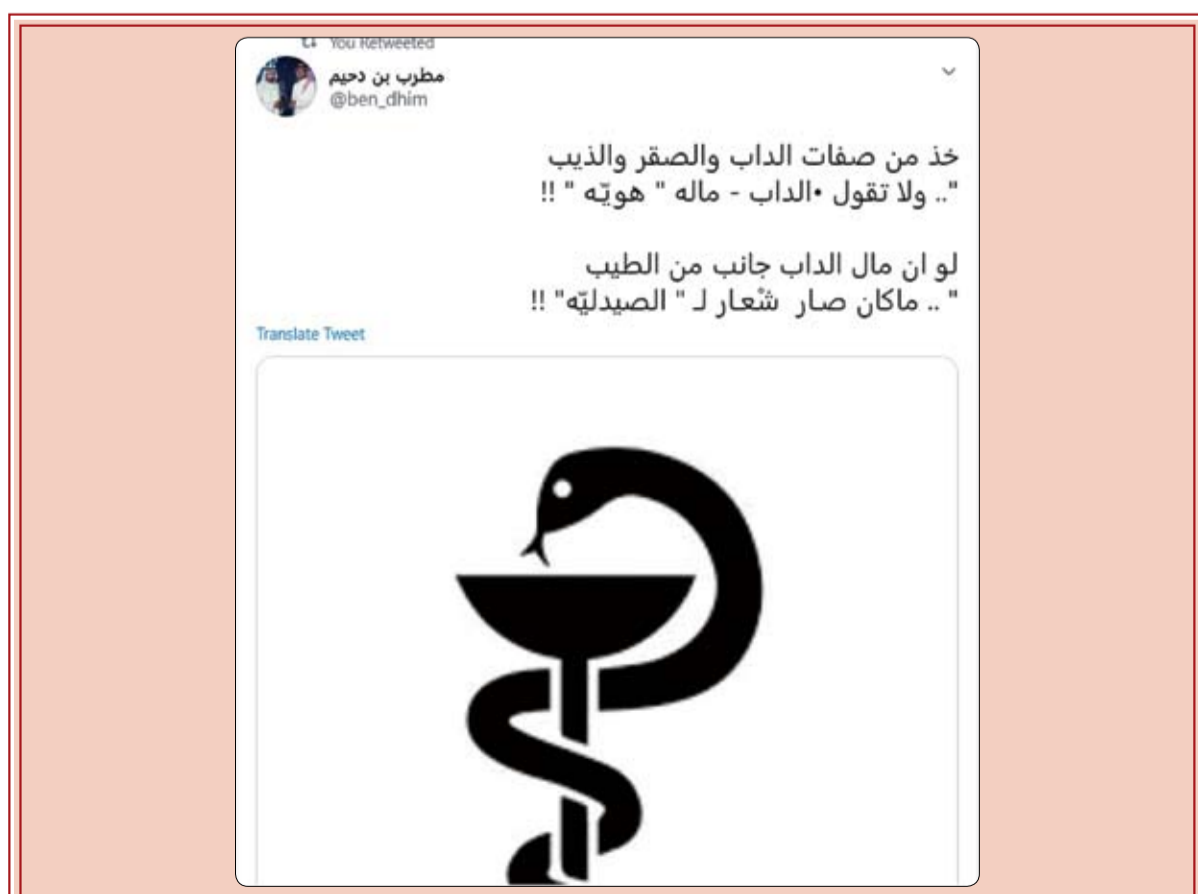 You Retweeted
مطرب بن دحيم
@ben_dhim
خذ من صفات الداب والصقر والذيب
".. ولا تقول •الداب - ماله " هويّه " !!
لو ان مال الداب جانب من الطيب
" .. ماكان صار شْعار لـ " الصيدليّه" !!
Translate Tweet